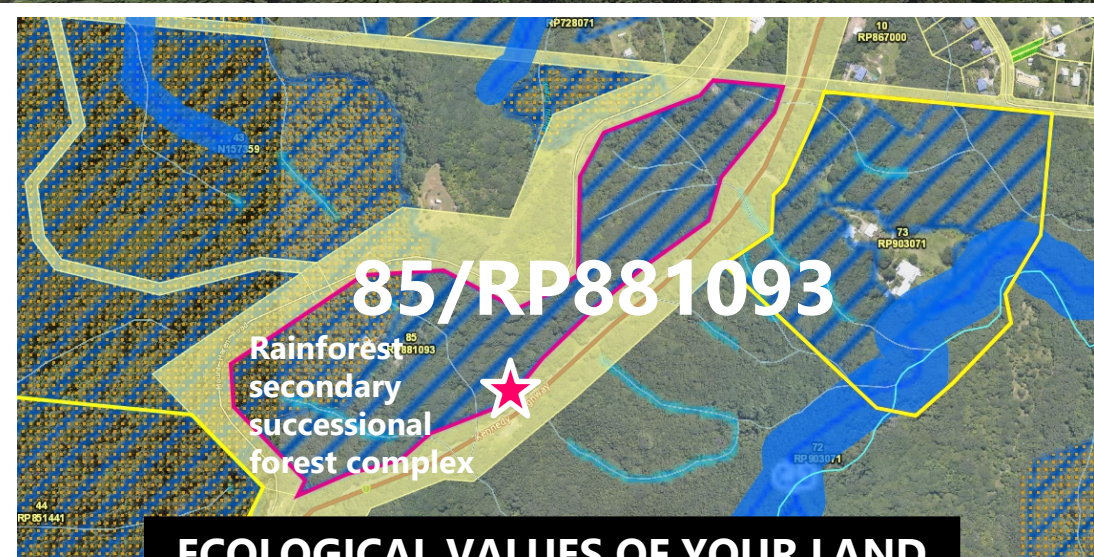 RP728071
10
RP867000
43
N157359
73
RP903071
85/RP881093
85
RP881093
Rainforest
secondary
successional
forest complex
72
RP903071
44
RP851441
ECOLOGICAL VALUES OF YOUR LAND